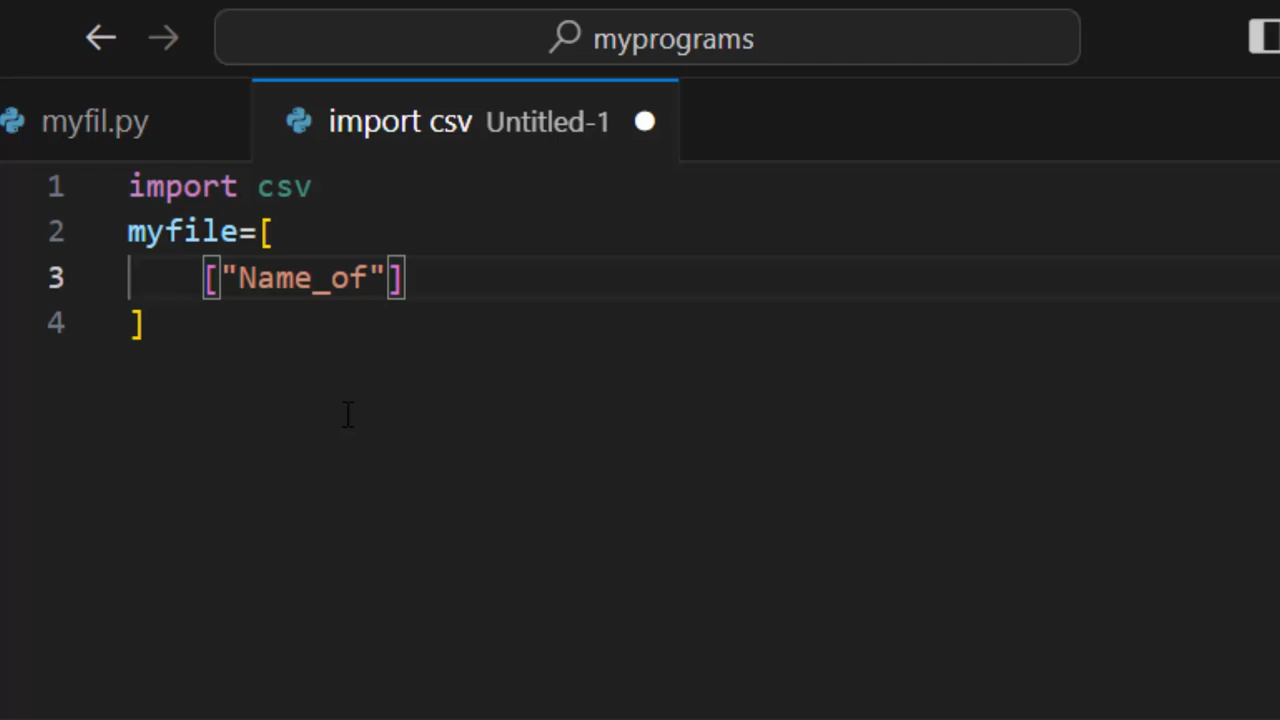 myprograms
myfil.py
import csv Untitled-1
1 import csv
2 myfile=[
3 ["Name_of"]
4 ]